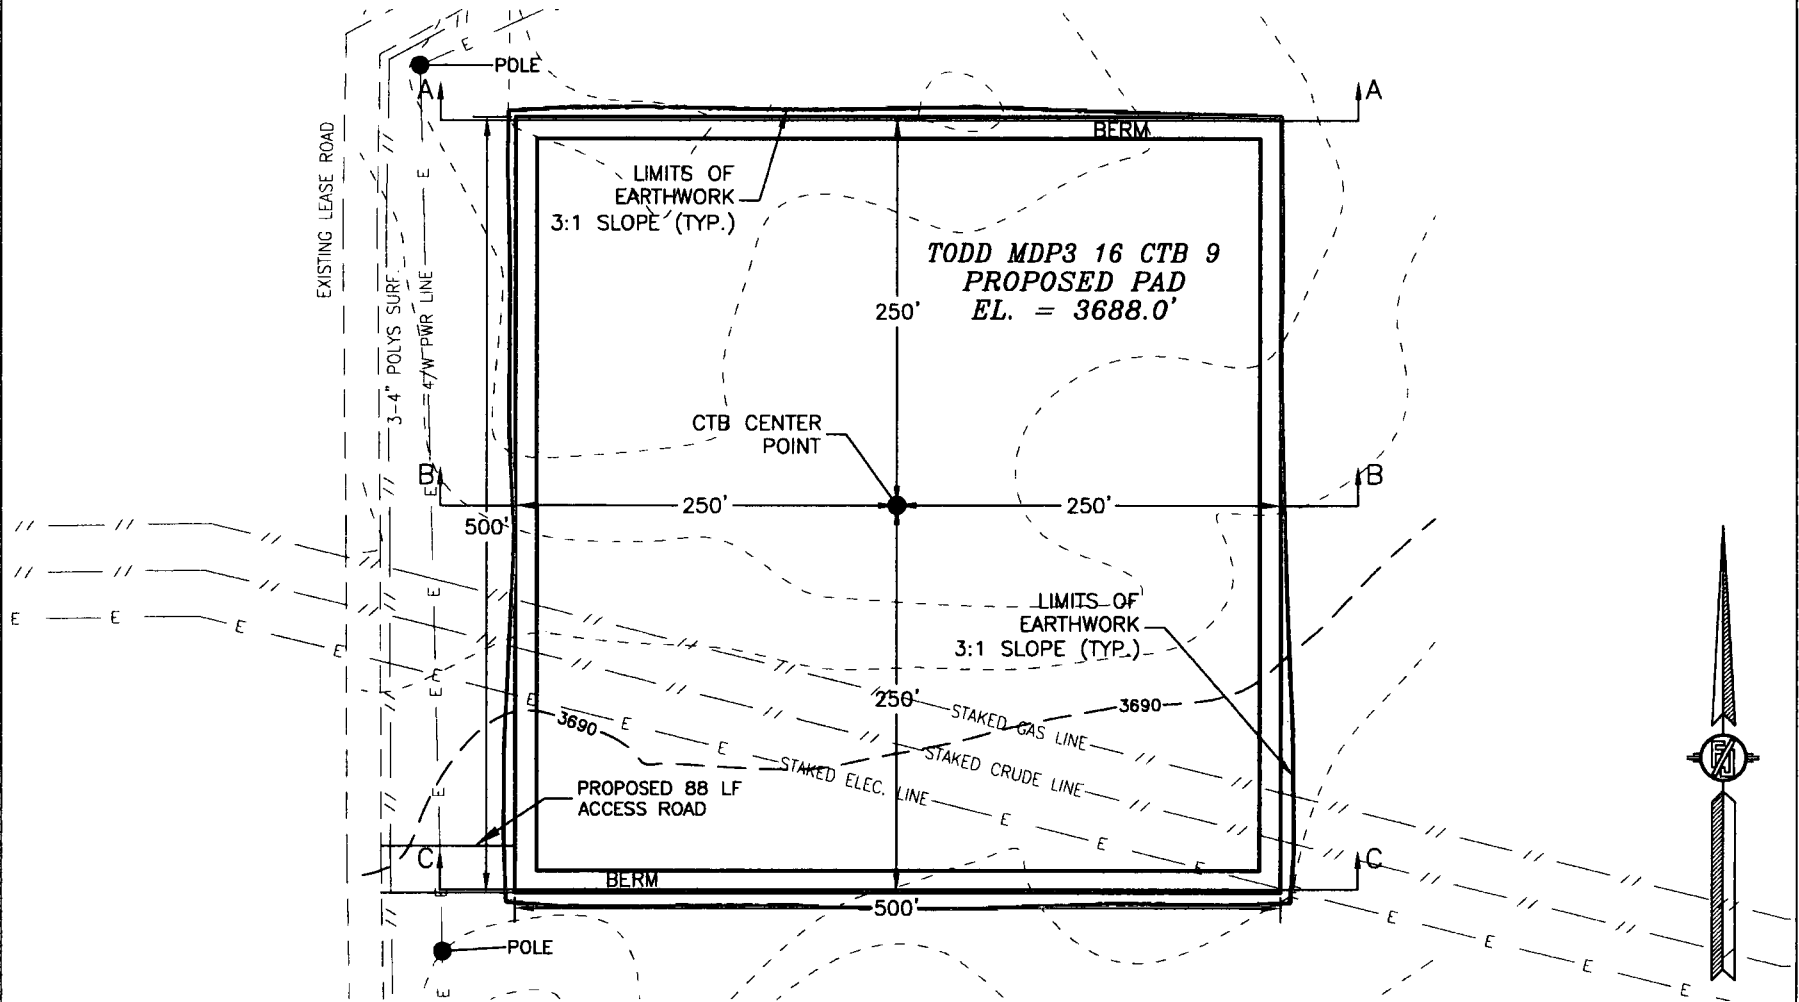 E
POLE
A
A
BERM
EXISTING LEASE ROAD
E
LIMITS OF
EARTHWORK
3:1 SLOPE (TYP.)
TODD MDP3 16 CTB 9
PROPOSED PAD
EL. = 3688.0'
3-4" POLYS SURF.
4/W PWR LINE
250'
CTB CENTER
POINT
B
B
E
250'
250'
500'
E
LIMITS OF
EARTHWORK
3:1 SLOPE (TYP.)
E
E
E
E
E
E
250'
3690
3690
E
STAKED GAS LINE
E
STAKED CRUDE LINE
STAKED ELEC. LINE
PROPOSED 88 LF
ACCESS ROAD
E
E
E
C
C
E
BERM
E
500'
E
POLE
E
E
E
E